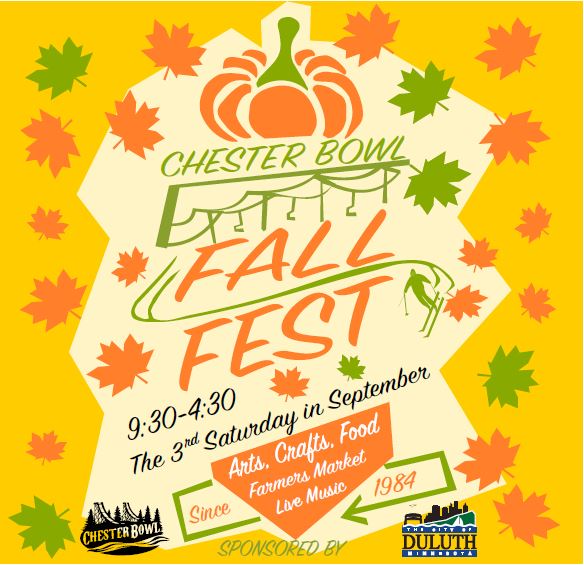 CHESTER BOWL
FALL
FEST
9:30-4:30
The 3rd Saturday in September
Arts, Crafts, Food
Farmers Market
Live Music
Since
1984
CHESTER BOWL
SPONSORED BY
THE CITY OF
DULUTH
MINNESOTA